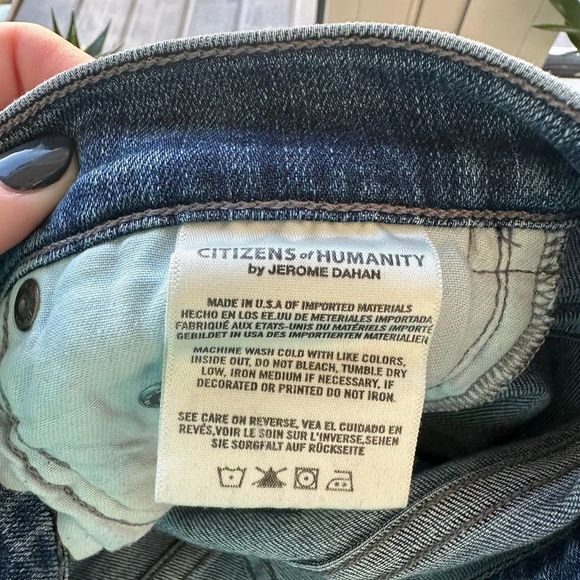 CITIZENS of HUMANITY
by JEROME DAHAN
MADE IN U.S.A OF IMPORTED MATERIALS
HECHO EN LOS EE.UU DE METERIALES IMPORTADA
FABRIQUÉ AUX ETATS-UNIS DU MATÉRIELS IMPORTÉ
GEBILDET IN USA DES IMPORTIERTEN MATERIALIEN
MACHINE WASH COLD WITH LIKE COLORS,
INSIDE OUT, DO NOT BLEACH, TUMBLE DRY
LOW, IRON MEDIUM IF NECESSARY, IF
DECORATED OR PRINTED DO NOT IRON.
SEE CARE ON REVERSE, VEA EL CUIDADO EN
REVÉS,VOIR LE SOIN SUR L'INVERSE,SEHEN
SIE SORGFALT AUF RÜCKSEITE